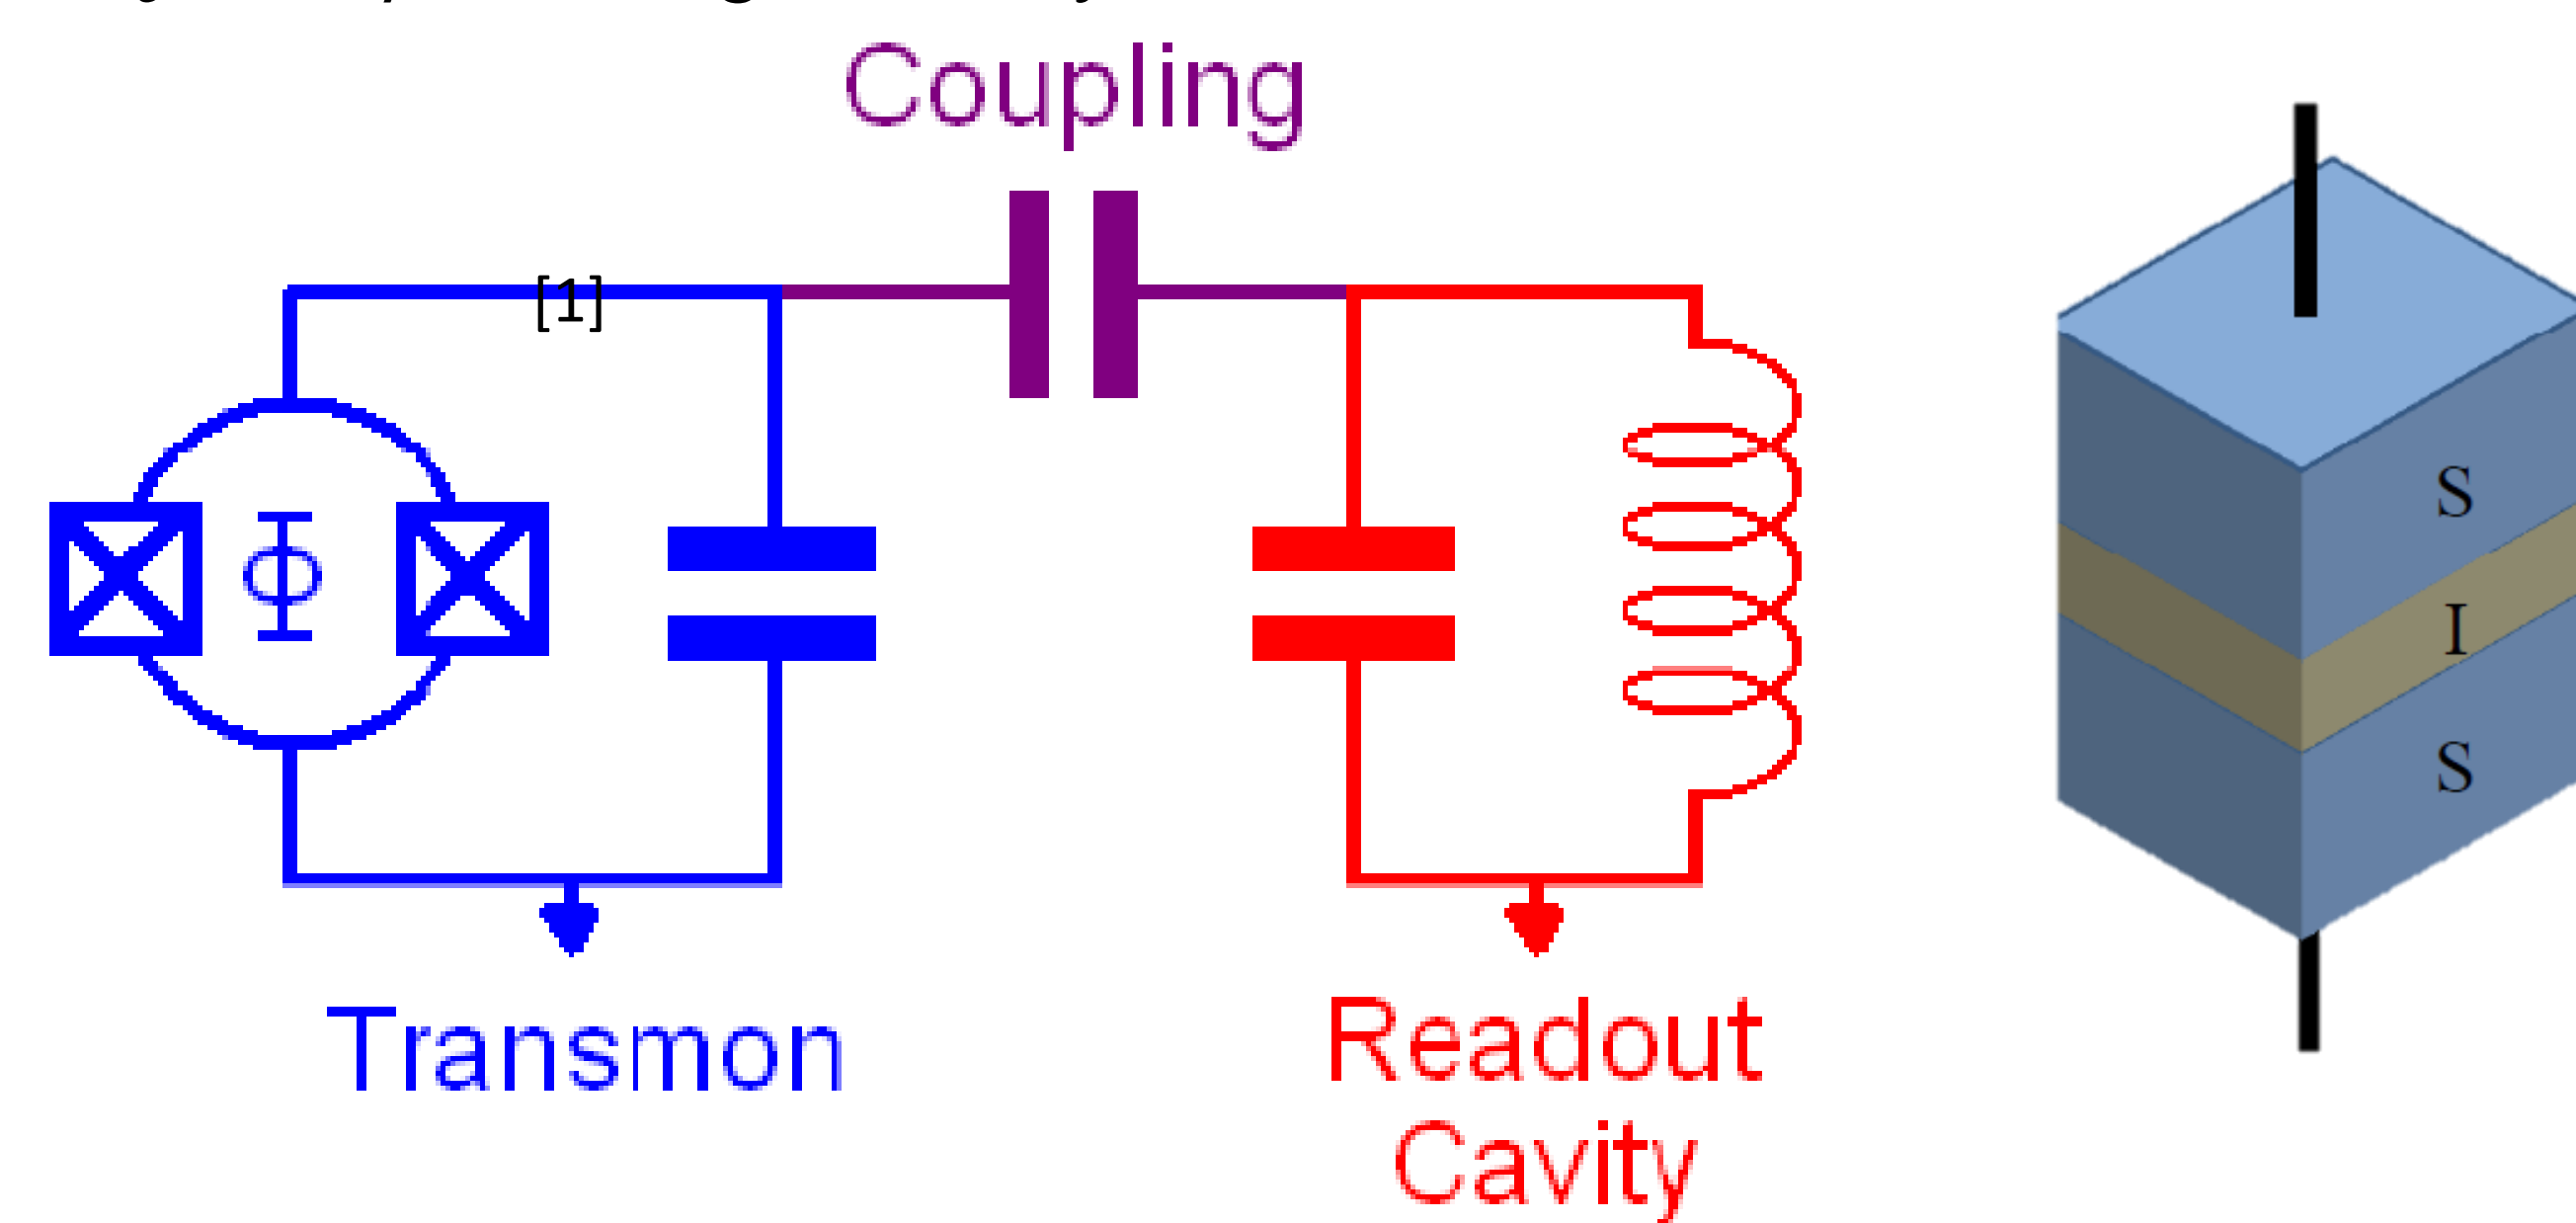 Coupling
[1]
Φ
S
I
S
Transmon
Readout
Cavity